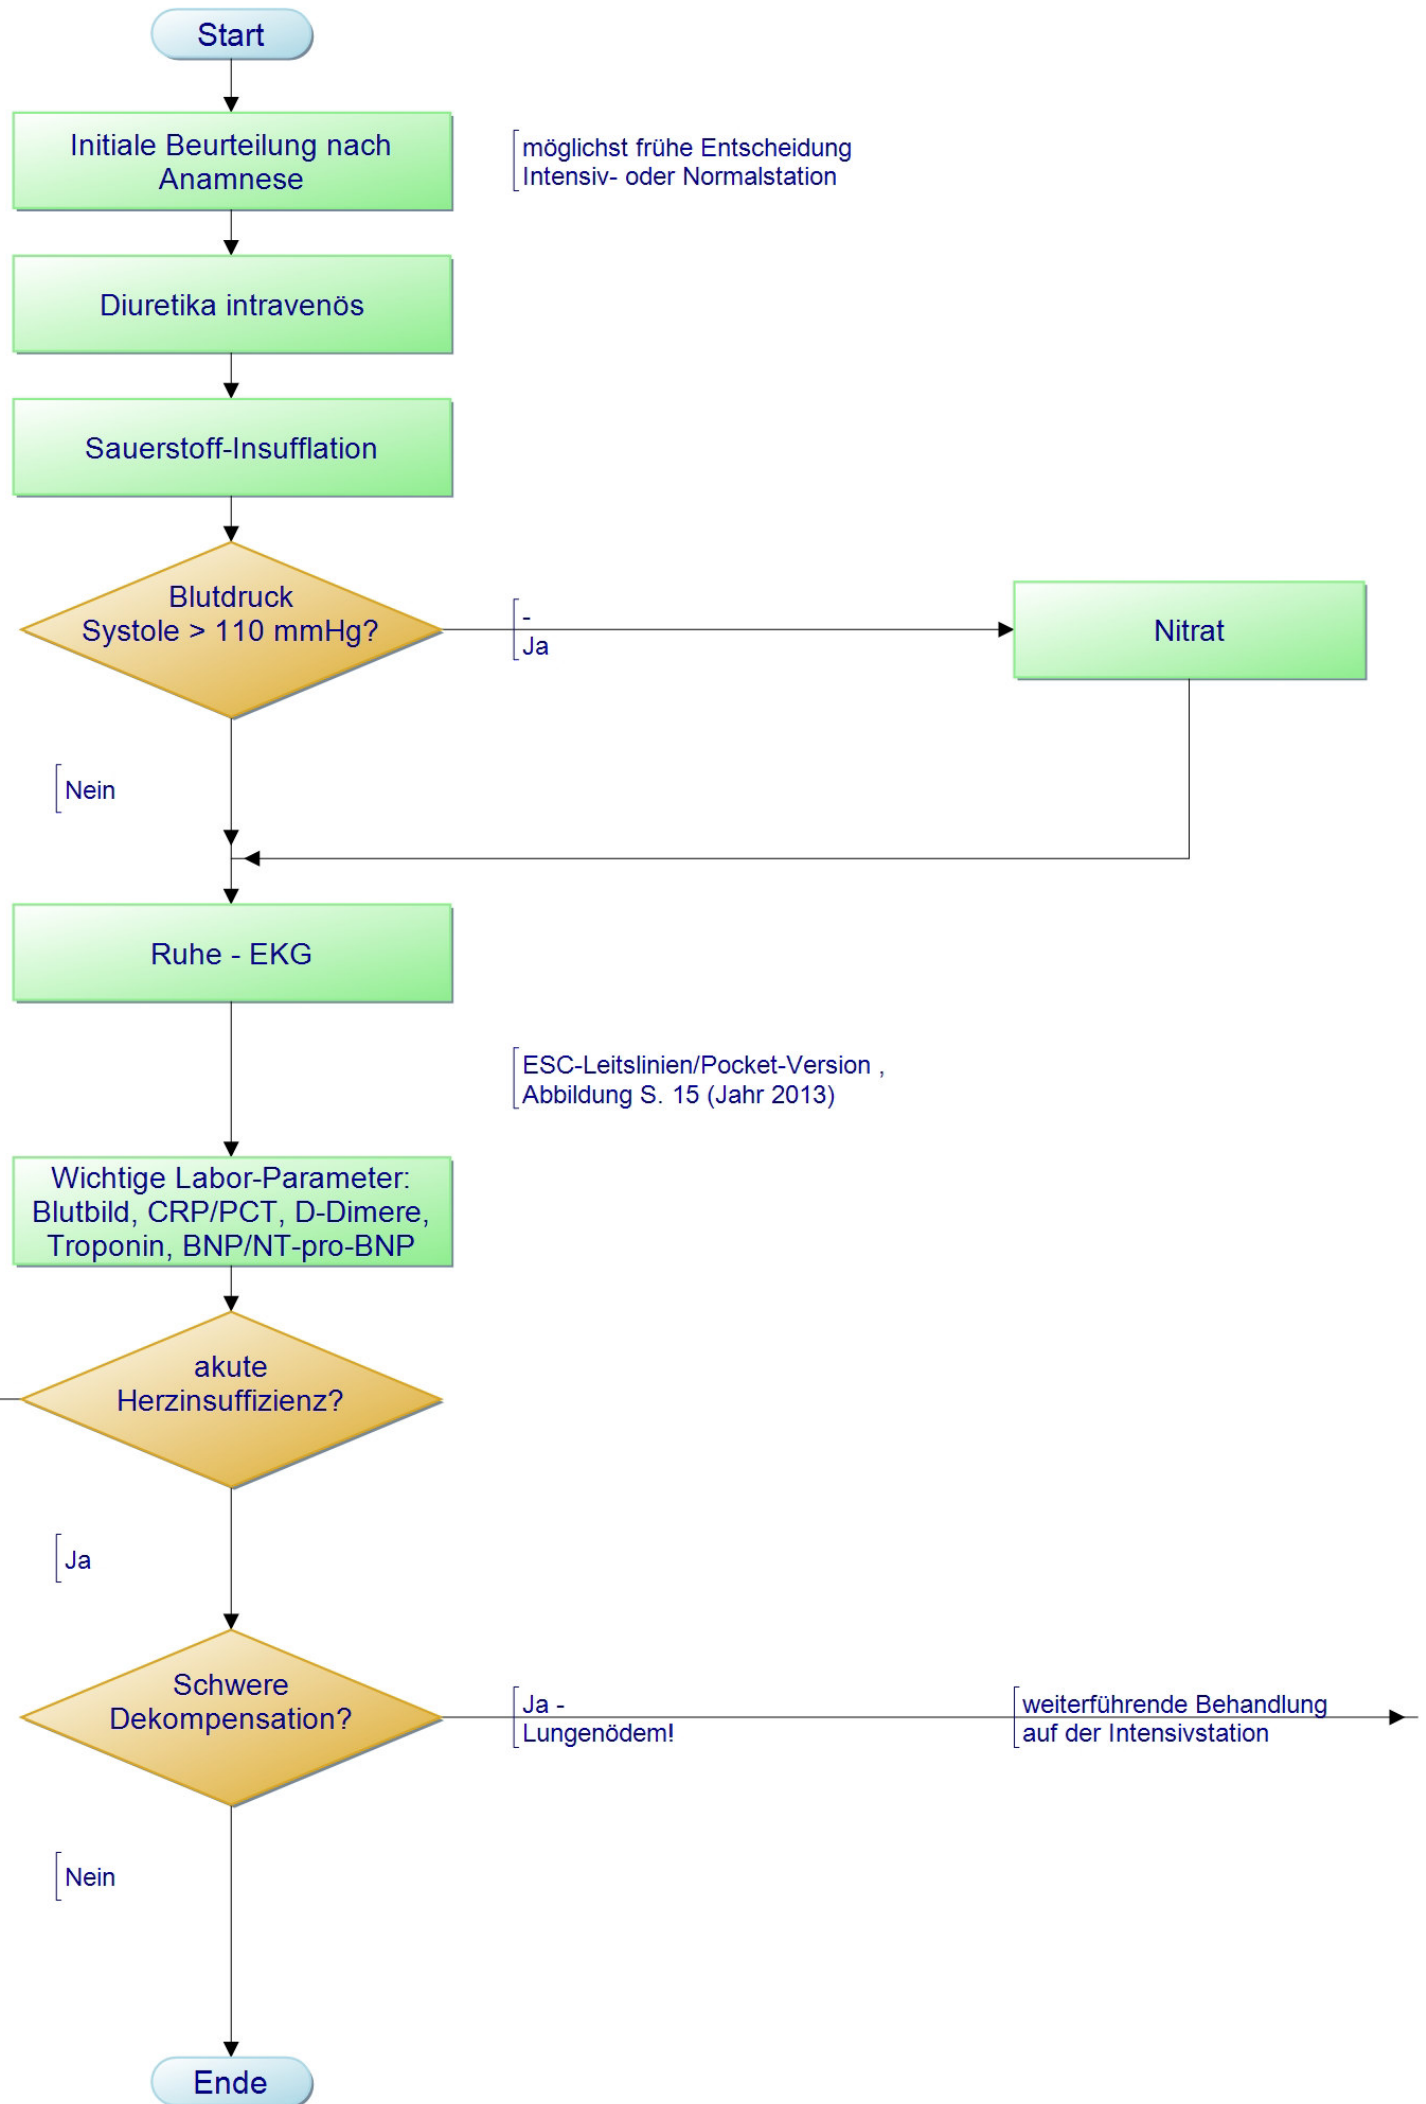 Start
Initiale Beurteilung nach
Anamnese
möglichst frühe Entscheidung
Intensiv- oder Normalstation
Diuretika intravenös
Sauerstoff-Insufflation
Blutdruck
Systole > 110 mmHg?
-
Ja
Nitrat
Nein
Ruhe - EKG
ESC-Leitslinien/Pocket-Version ,
Abbildung S. 15 (Jahr 2013)
Wichtige Labor-Parameter:
Blutbild, CRP/PCT, D-Dimere,
Troponin, BNP/NT-pro-BNP
akute
Herzinsuffizienz?
Ja
Schwere
Dekompensation?
Ja -
Lungenödem!
weiterführende Behandlung
auf der Intensivstation
Nein
Ende